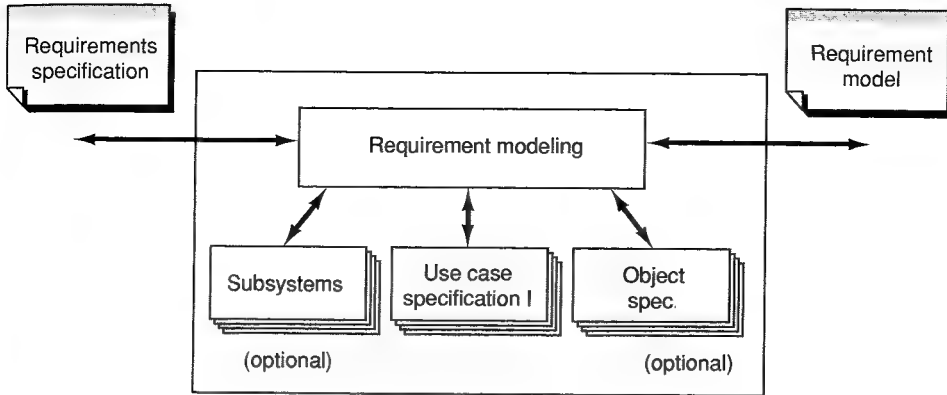 Requirements
specification
Requirement
model
Requirement modeling
Subsystems
Use case
specification I
Object
spec.
(optional)
(optional)